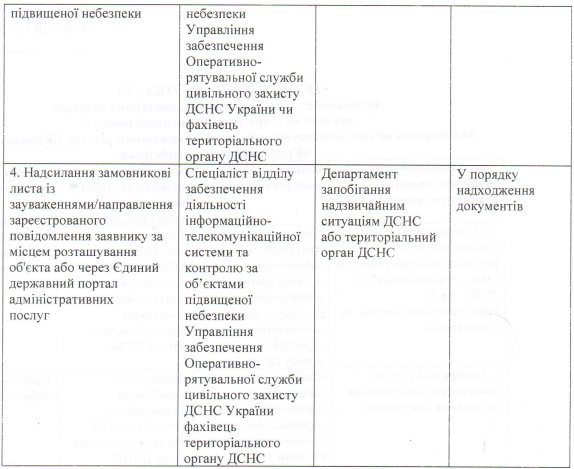 підвищеної небезпеки
небезпеки
Управління
забезпечення
Оперативно-
рятувальної служби
цивільного захисту
ДСНС України чи
фахівець
територіального
органу ДСНС
4. Надсилання замовникові
листа із
зауваженнями/направлення
зареєстрованого
повідомлення заявнику за
місцем розташування
об'єкта або через Єдиний
державний портал
адміністративних
послуг
Спеціаліст відділу
забезпечення
діяльності
інформаційно-
телекомунікаційної
системи та
контролю за
об’єктами
підвищеної
небезпеки
Управління
забезпечення
Оперативно-
рятувальної служби
цивільного захисту
ДСНС України
фахівець
територіального
органу ДСНС
Департамент
запобігання
надзвичайним
ситуаціям ДСНС
або територіальний
орган ДСНС
У порядку
надходження
документів